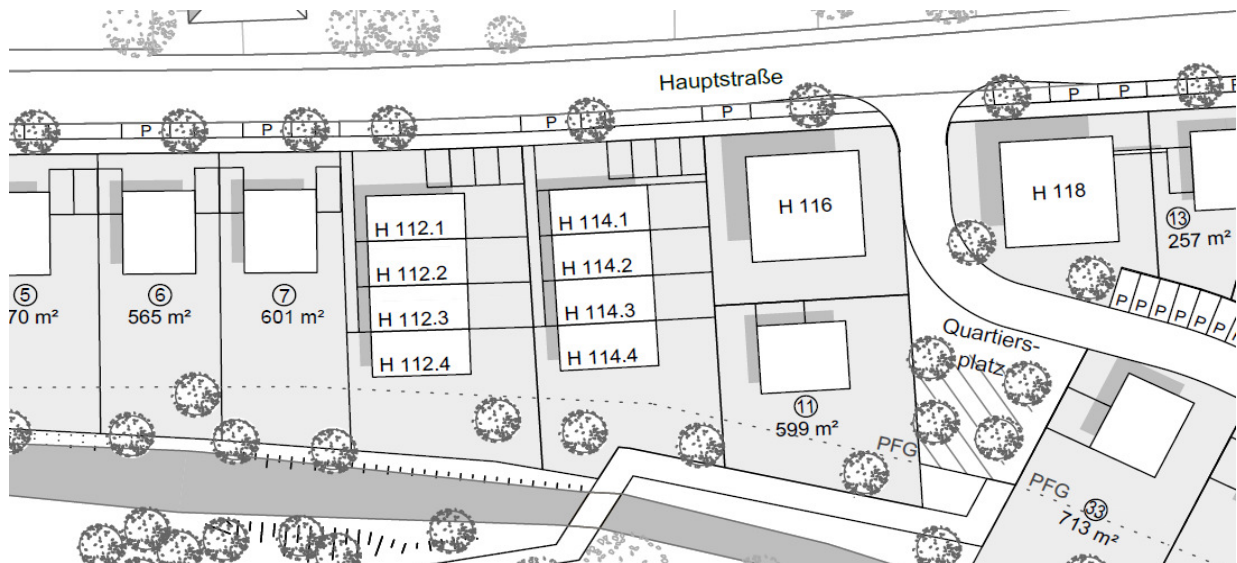 Hauptstraße
P
P
P
P
P
P
P
H 116
H 118
⑬
257 m²
H 112.1
H 112.2
H 112.3
H 112.4
H 114.1
H 114.2
H 114.3
H 114.4
⑤
70 m²
⑥
565 m²
⑦
601 m²
P
P
P
P
P
P
P
Quartiers-
platz
⑪
599 m²
PFG
PFG
㉝
713 m²